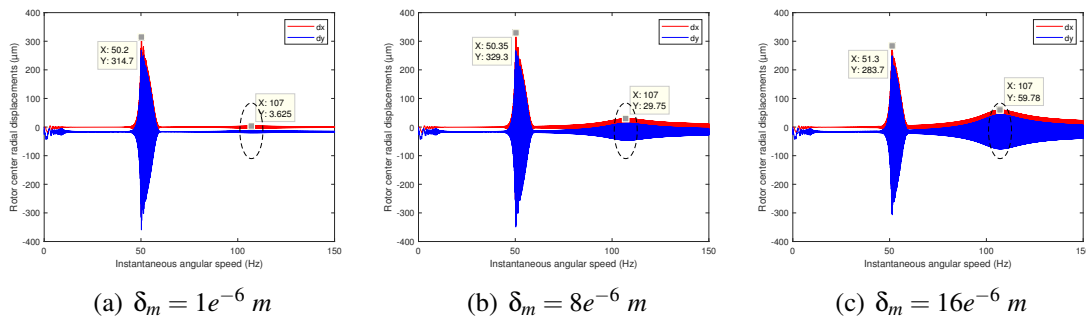 Rotor center radial displacements (µm)
400
300
200
100
0
-100
-200
-300
-400
dx
dy
X: 50.2
Y: 314.7
X: 107
Y: 3.625
0
50
100
150
Instantaneous angular speed (Hz)
(a) δm = 1e−6 m
Rotor center radial displacements (µm)
400
300
200
100
0
-100
-200
-300
-400
dx
dy
X: 50.35
Y: 329.3
X: 107
Y: 29.75
0
50
100
150
Instantaneous angular speed (Hz)
(b) δm = 8e−6 m
Rotor center radial displacements (µm)
400
300
200
100
0
-100
-200
-300
-400
dx
dy
X: 51.3
Y: 283.7
X: 107
Y: 59.78
0
50
100
150
Instantaneous angular speed (Hz)
(c) δm = 16e−6 m